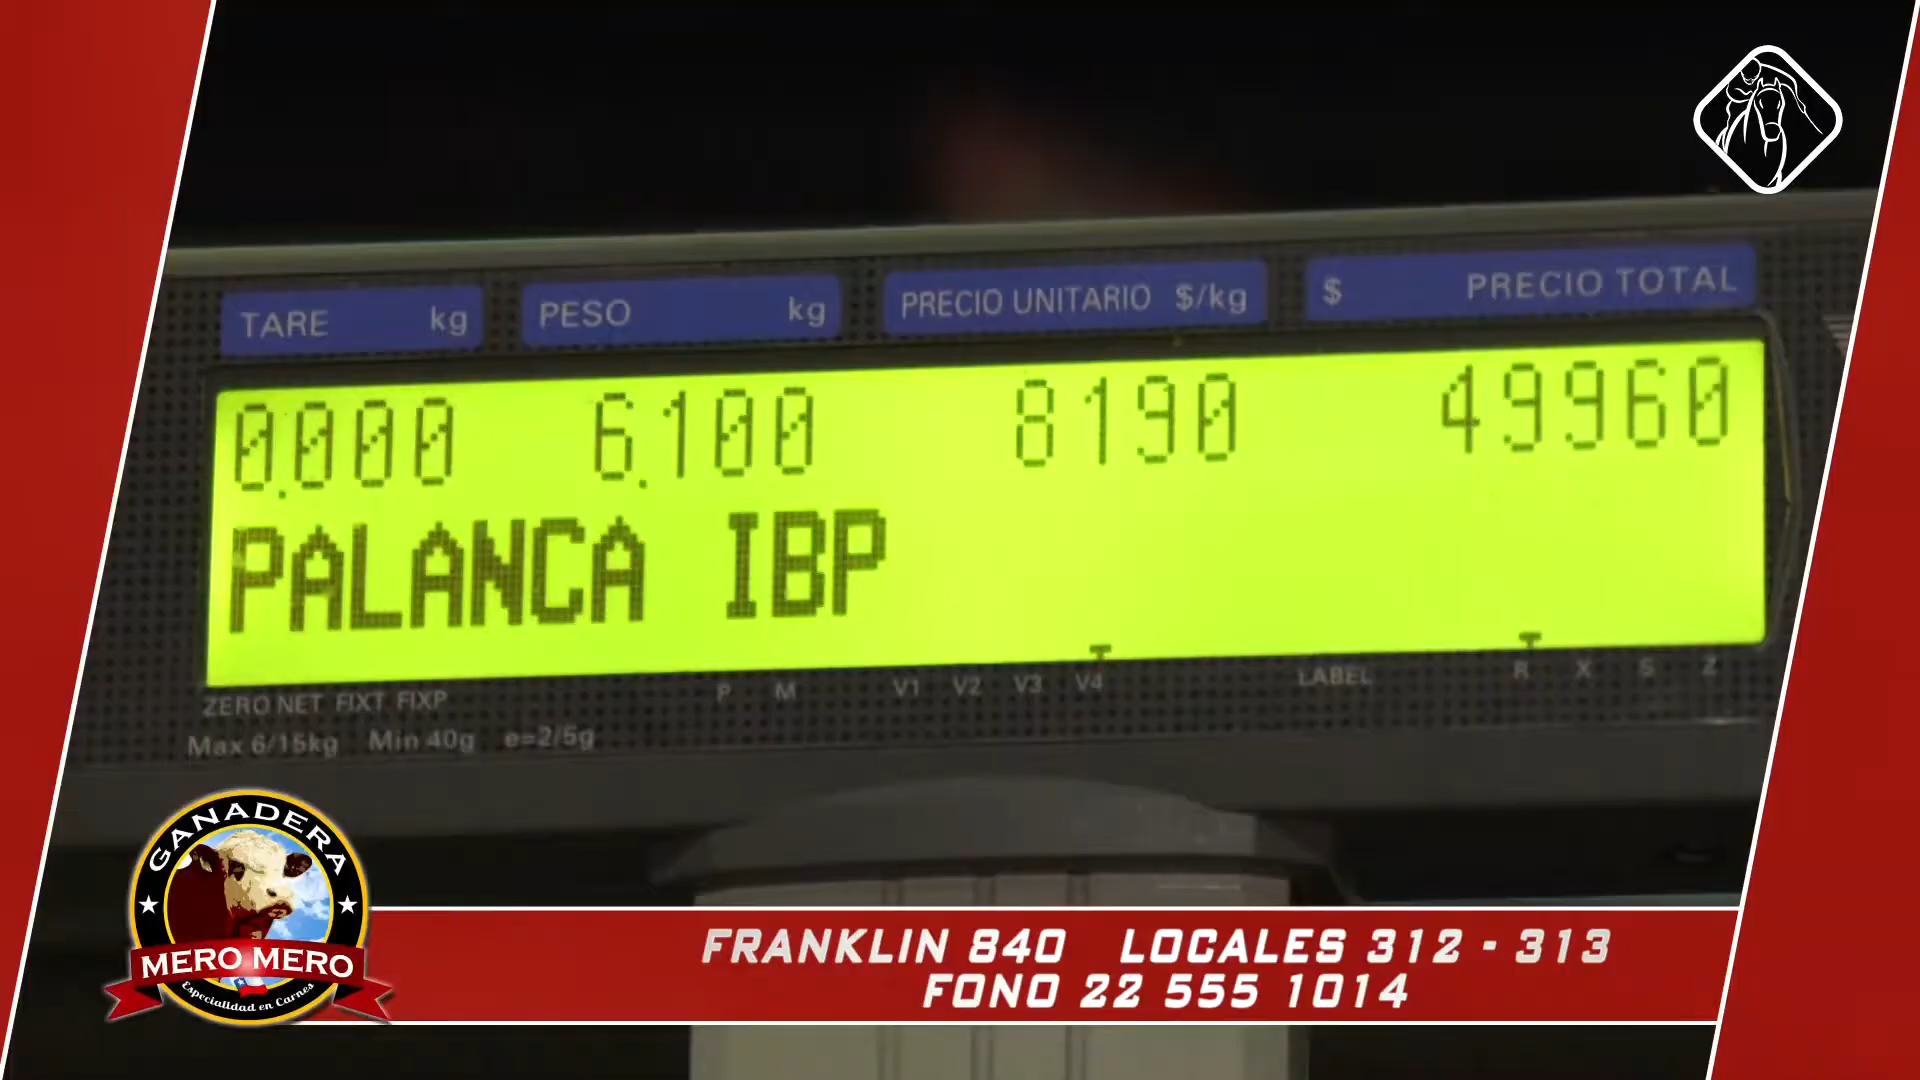 TARE kg PESO kg PRECIO UNITARIO $/kg $ PRECIO TOTAL
0.000 6.100 8190 49960
PALANCA IBP
ZERO NET FIXT FIXP P M V1 V2 V3 V4 LABEL R X S Z
Max 6/15kg Min 40g e=2/5g
GANADERA
MERO MERO
Especialidad en Carnes
FRANKLIN 840 LOCALES 312 - 313
FONO 22 555 1014